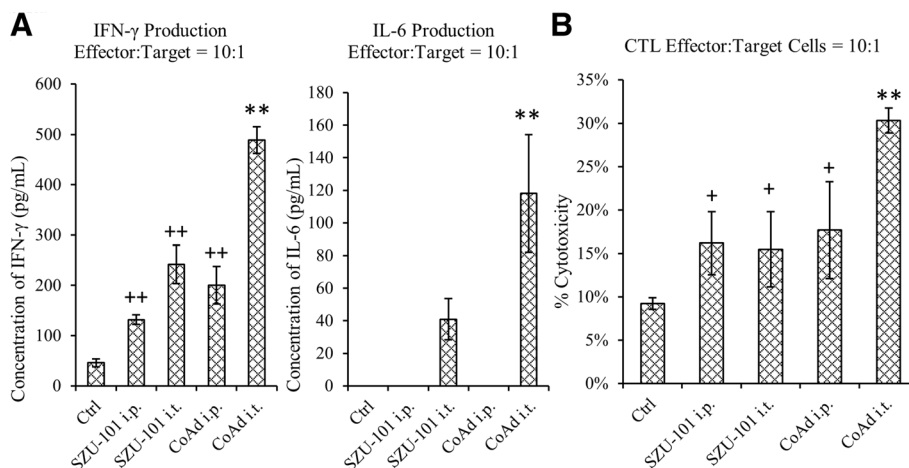 A
IFN-γ Production
Effector:Target = 10:1
Concentration of IFN-γ (pg/mL)
600
500
400
300
200
100
0
++
++
++
**
Ctrl
SZU-101 i.p.
SZU-101 i.t.
CoAd i.p.
CoAd i.t.
IL-6 Production
Effector:Target = 10:1
Concentration of IL-6 (pg/mL)
180
160
140
120
100
80
60
40
20
0
**
Ctrl
SZU-101 i.p.
SZU-101 i.t.
CoAd i.p.
CoAd i.t.
B
CTL Effector:Target Cells = 10:1
% Cytotoxicity
35%
30%
25%
20%
15%
10%
5%
0%
+
+
+
**
Ctrl
SZU-101 i.p.
SZU-101 i.t.
CoAd i.p.
CoAd i.t.